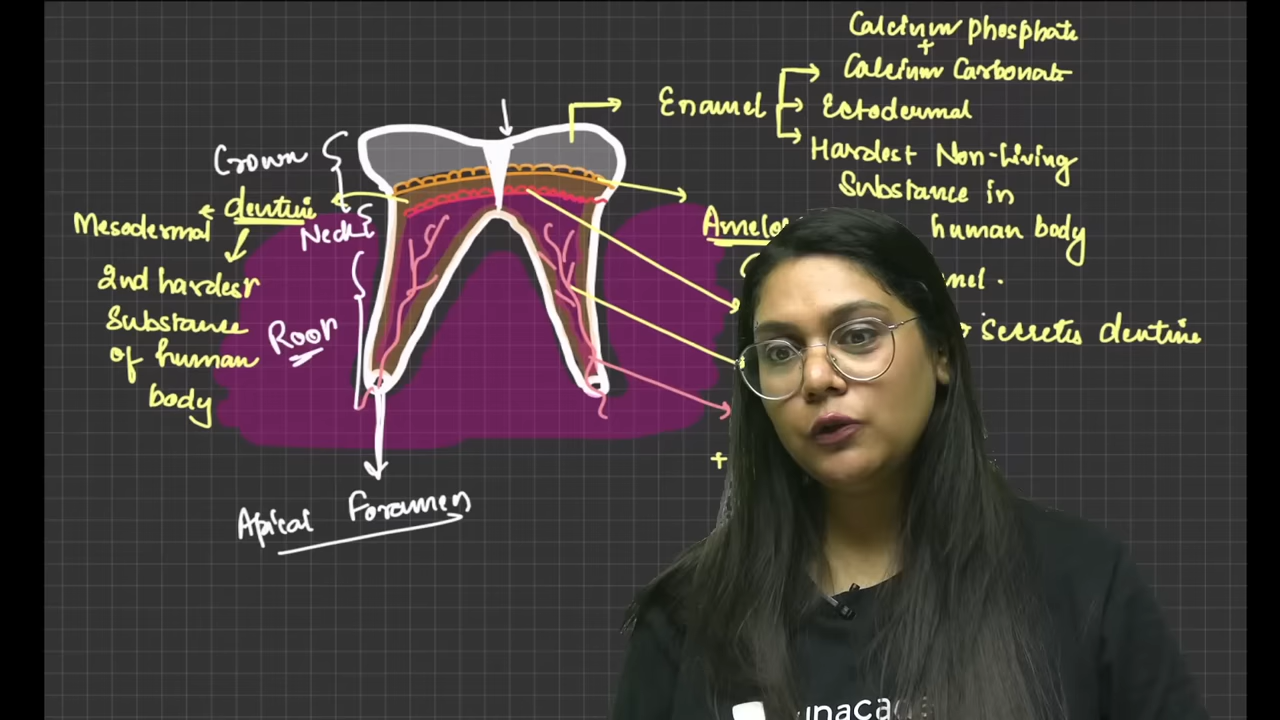 Calcium phosphate
+
Calcium Carbonate
Enamel
Ectodermal
Hardest Non-Living
Substance in
human body
Crown
dentine
Mesodermal
Neck
2nd hardest
Substance
of human
body
Root
secretes dentine
+
Apical Foramen